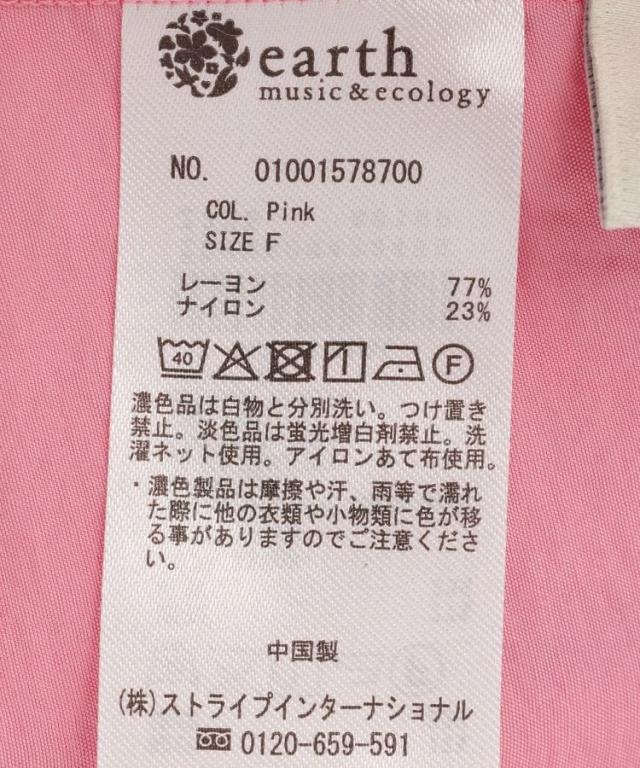 earth
music&ecology
NO. 01001578700
COL. Pink
SIZE F
レーヨン 77%
ナイロン 23%
40 F
濃色品は白物と分別洗い。つけ置き
禁止。淡色品は蛍光増白剤禁止。洗
濯ネット使用。アイロンあて布使用。
・濃色製品は摩擦や汗、雨等で濡れ
た際に他の衣類や小物類に色が移
る事がありますのでご注意くださ
い。
中国製
(株)ストライプインターナショナル
0120-659-591